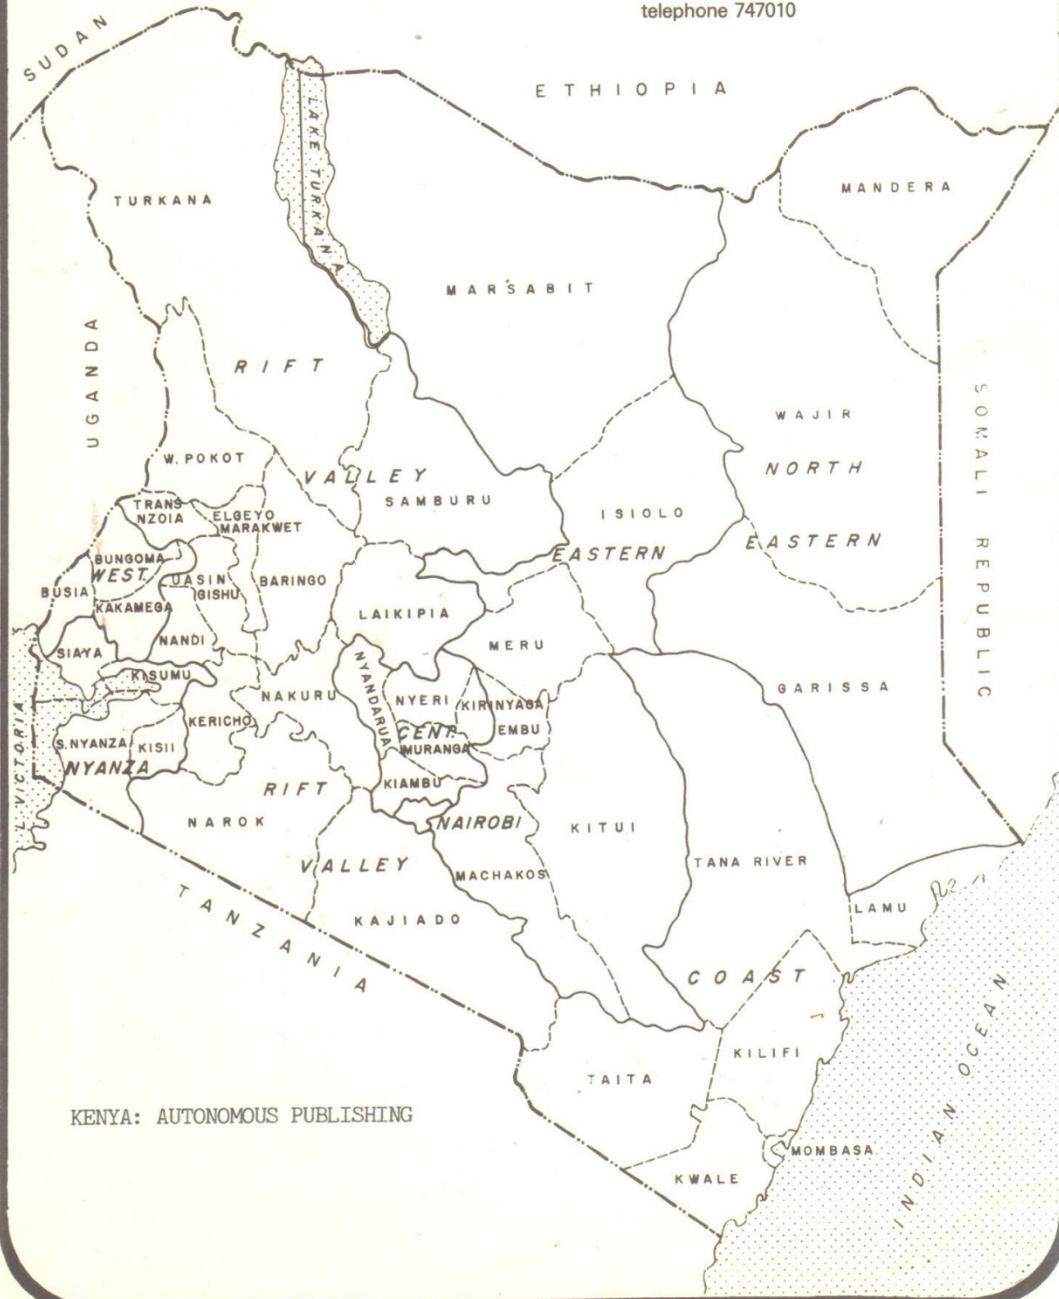 telephone 747010
SUDAN
ETHIOPIA
LAKE TURKANA
MANDERA
TURKANA
MARSABIT
UGANDA
RIFT
SOMALI REPUBLIC
WAJIR
W. POKOT
VALLEY
NORTH
SAMBURU
TRANS
NZOIA
ELGEYO
MARAKWET
ISIOLO
EASTERN
EASTERN
BUNGOMA
WEST.
UASIN
GISHU
BARINGO
BUSIA
KAKAMEGA
LAIKIPIA
NANDI
MERU
SIAYA
KISUMU
NYANDARUA
GARISSA
NAKURU
NYERI
KIRINYAGA
L. VICTORIA
KERICHO
CENT.
EMBU
S. NYANZA
KISII
MURANGA
NYANZA
KIAMBU
RIFT
NAROK
NAIROBI
KITUI
VALLEY
MACHAKOS
TANA RIVER
LAMU
TANZANIA
KAJIADO
COAST
INDIAN OCEAN
KILIFI
TAITA
KENYA: AUTONOMOUS PUBLISHING
MOMBASA
KWALE